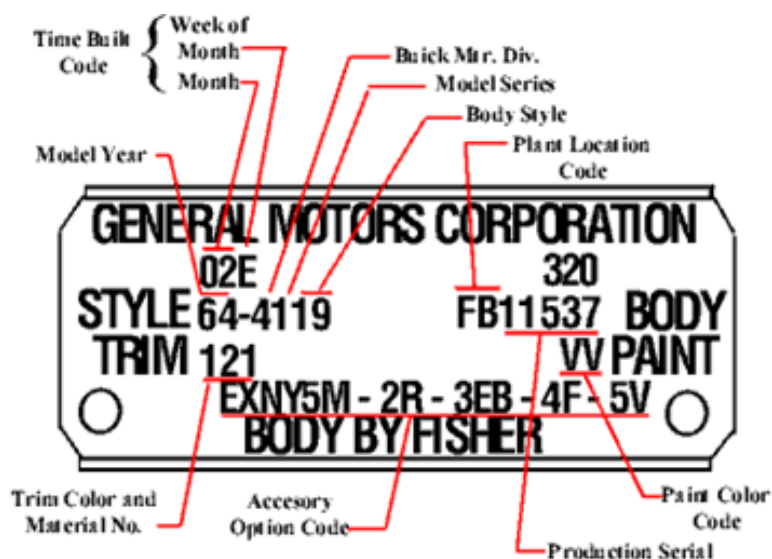 Time Built
Code
Week of
Month
Month
Buick Mtr. Div.
Model Series
Body Style
Plant Location
Code
Model Year
GENERAL MOTORS CORPORATION
02E 320
STYLE 64-4119 FB11537 BODY
TRIM 121 VV PAINT
EXNY5M - 2R - 3EB - 4F - 5V
BODY BY FISHER
Trim Color and
Material No.
Accesory
Option Code
Paint Color
Code
Production Serial